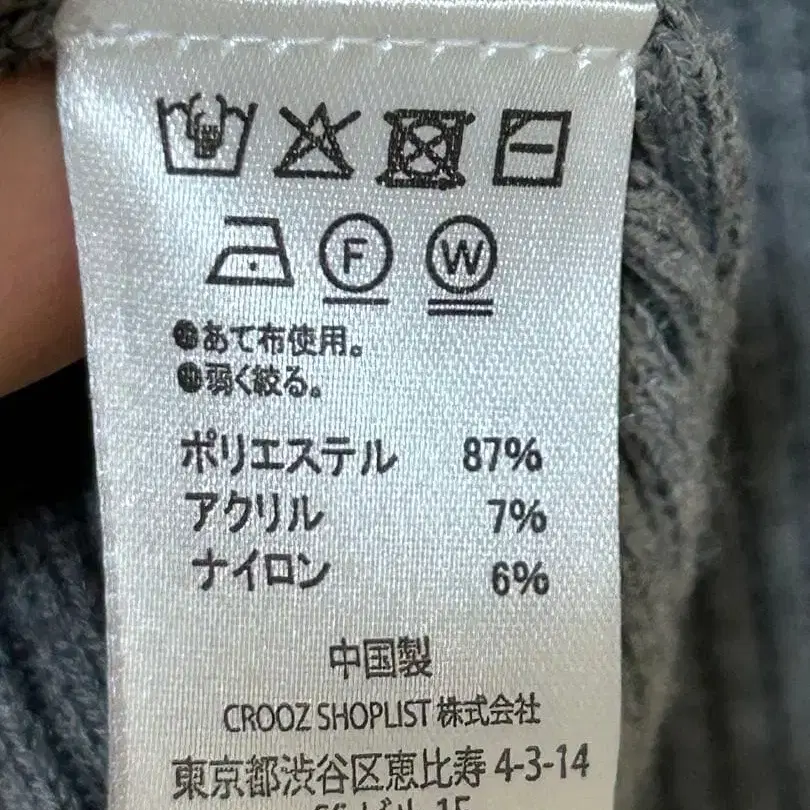 F W
あて布使用。
弱く絞る。
ポリエステル 87%
アクリル 7%
ナイロン 6%
中国製
CROOZ SHOPLIST 株式会社
東京都渋谷区恵比寿 4-3-14